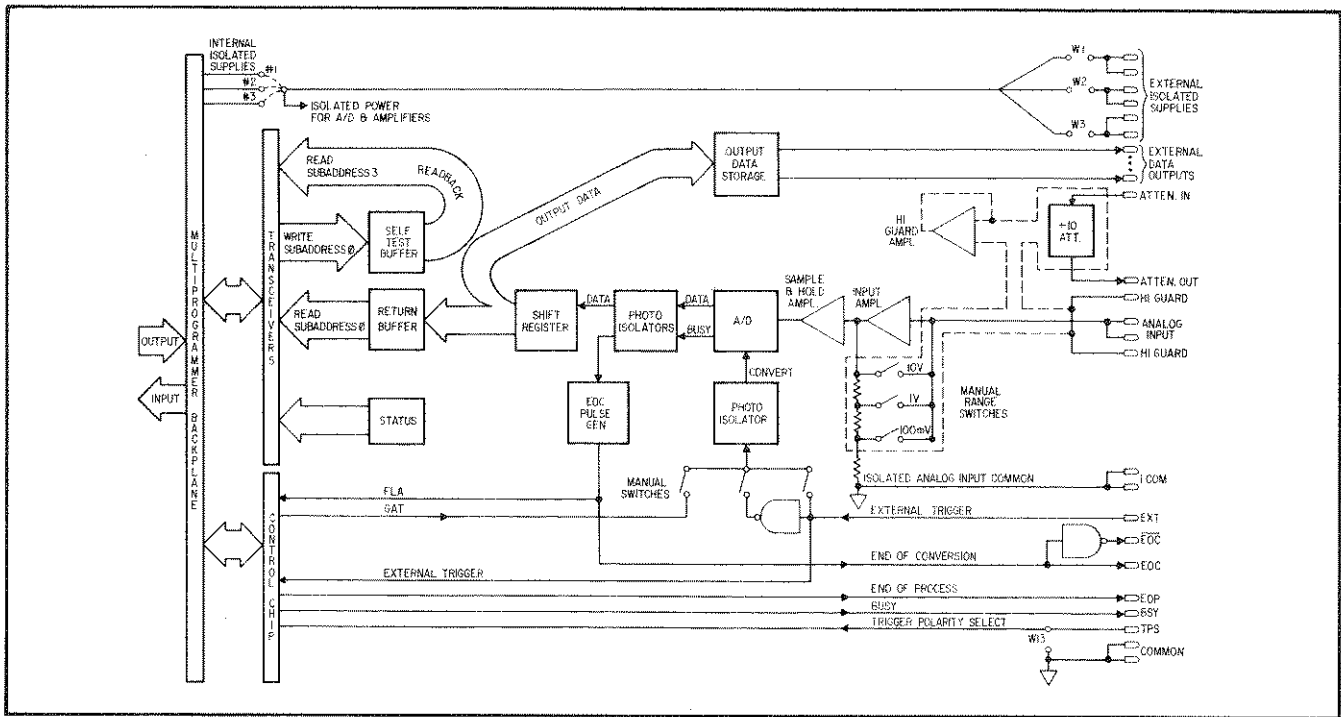 INTERNAL
ISOLATED
SUPPLIES
#1
#2
#3
ISOLATED POWER
FOR A/D & AMPLIFIERS
W1
W2
W3
EXTERNAL
ISOLATED
SUPPLIES
MULTIPROGRAMMER BACKPLANE
TRANSCEIVERS
READ
SUBADDRESS 3
READBACK
OUTPUT DATA
OUTPUT
DATA
STORAGE
EXTERNAL
DATA
OUTPUTS
WRITE
SUBADDRESS Ø
SELF
TEST
BUFFER
HI
GUARD
AMPL
÷10
ATT.
ATTEN. IN
ATTEN. OUT
READ
SUBADDRESS Ø
RETURN
BUFFER
SHIFT
REGISTER
DATA
PHOTO
ISOLATORS
DATA
BUSY
A/D
SAMPLE
& HOLD
AMPL.
INPUT
AMPL.
HI GUARD
ANALOG
INPUT
HI GUARD
OUTPUT
INPUT
CONVERT
10V
1V
100mV
MANUAL
RANGE
SWITCHES
STATUS
EOC
PULSE
GEN
PHOTO
ISOLATOR
MANUAL
SWITCHES
ISOLATED ANALOG INPUT COMMON
I COM
CONTROL CHIP
FLA
GAT
EXTERNAL TRIGGER
EXT
EOC
END OF CONVERSION
EOC
EXTERNAL TRIGGER
END OF PROCESS
EOP
BUSY
BSY
TRIGGER POLARITY SELECT
TPS
W13
COMMON